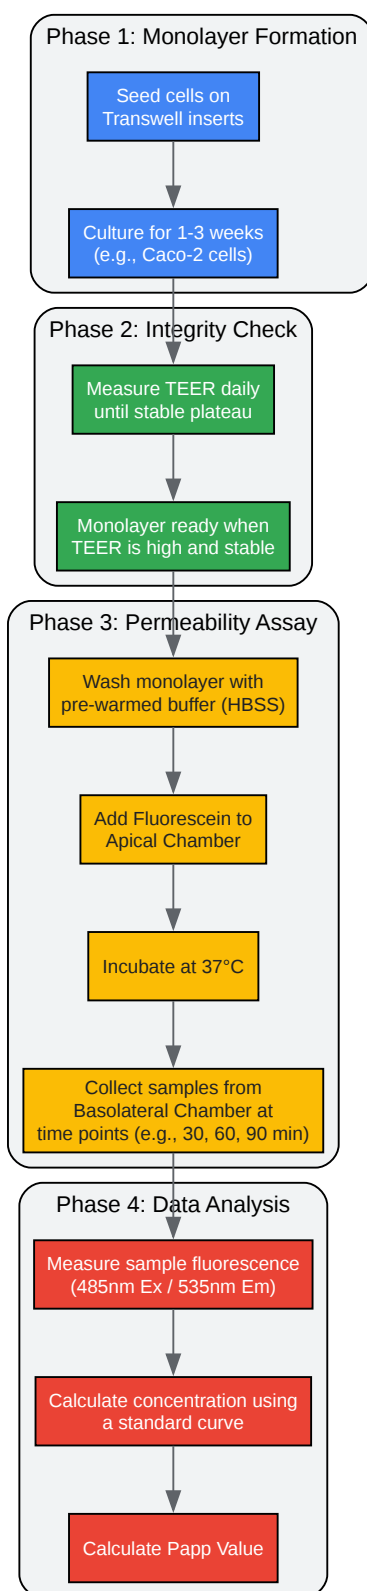 Phase 1: Monolayer Formation
Seed cells on
Transwell inserts
Culture for 1-3 weeks
(e.g., Caco-2 cells)
Phase 2: Integrity Check
Measure TEER daily
until stable plateau
Monolayer ready when
TEER is high and stable
Phase 3: Permeability Assay
Wash monolayer with
pre-warmed buffer (HBSS)
Add Fluorescein to
Apical Chamber
Incubate at 37°C
Collect samples from
Basolateral Chamber at
time points (e.g., 30, 60, 90 min)
Phase 4: Data Analysis
Measure sample fluorescence
(485nm Ex / 535nm Em)
Calculate concentration using
a standard curve
Calculate Papp Value